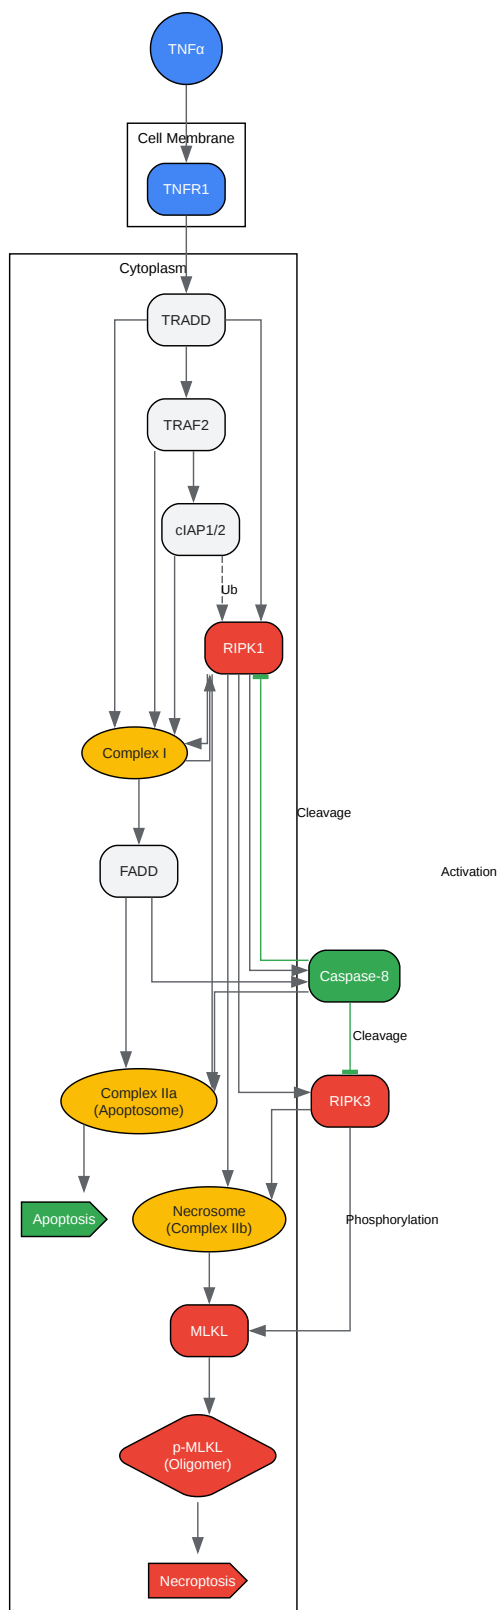 TNFα
Cell Membrane
TNFR1
Cytoplasm
TRADD
TRAF2
cIAP1/2
Ub
RIPK1
Complex I
Cleavage
FADD
Activation
Caspase-8
Cleavage
Complex IIa
(Apoptosome)
RIPK3
Apoptosis
Necrosome
(Complex IIb)
Phosphorylation
MLKL
p-MLKL
(Oligomer)
Necroptosis